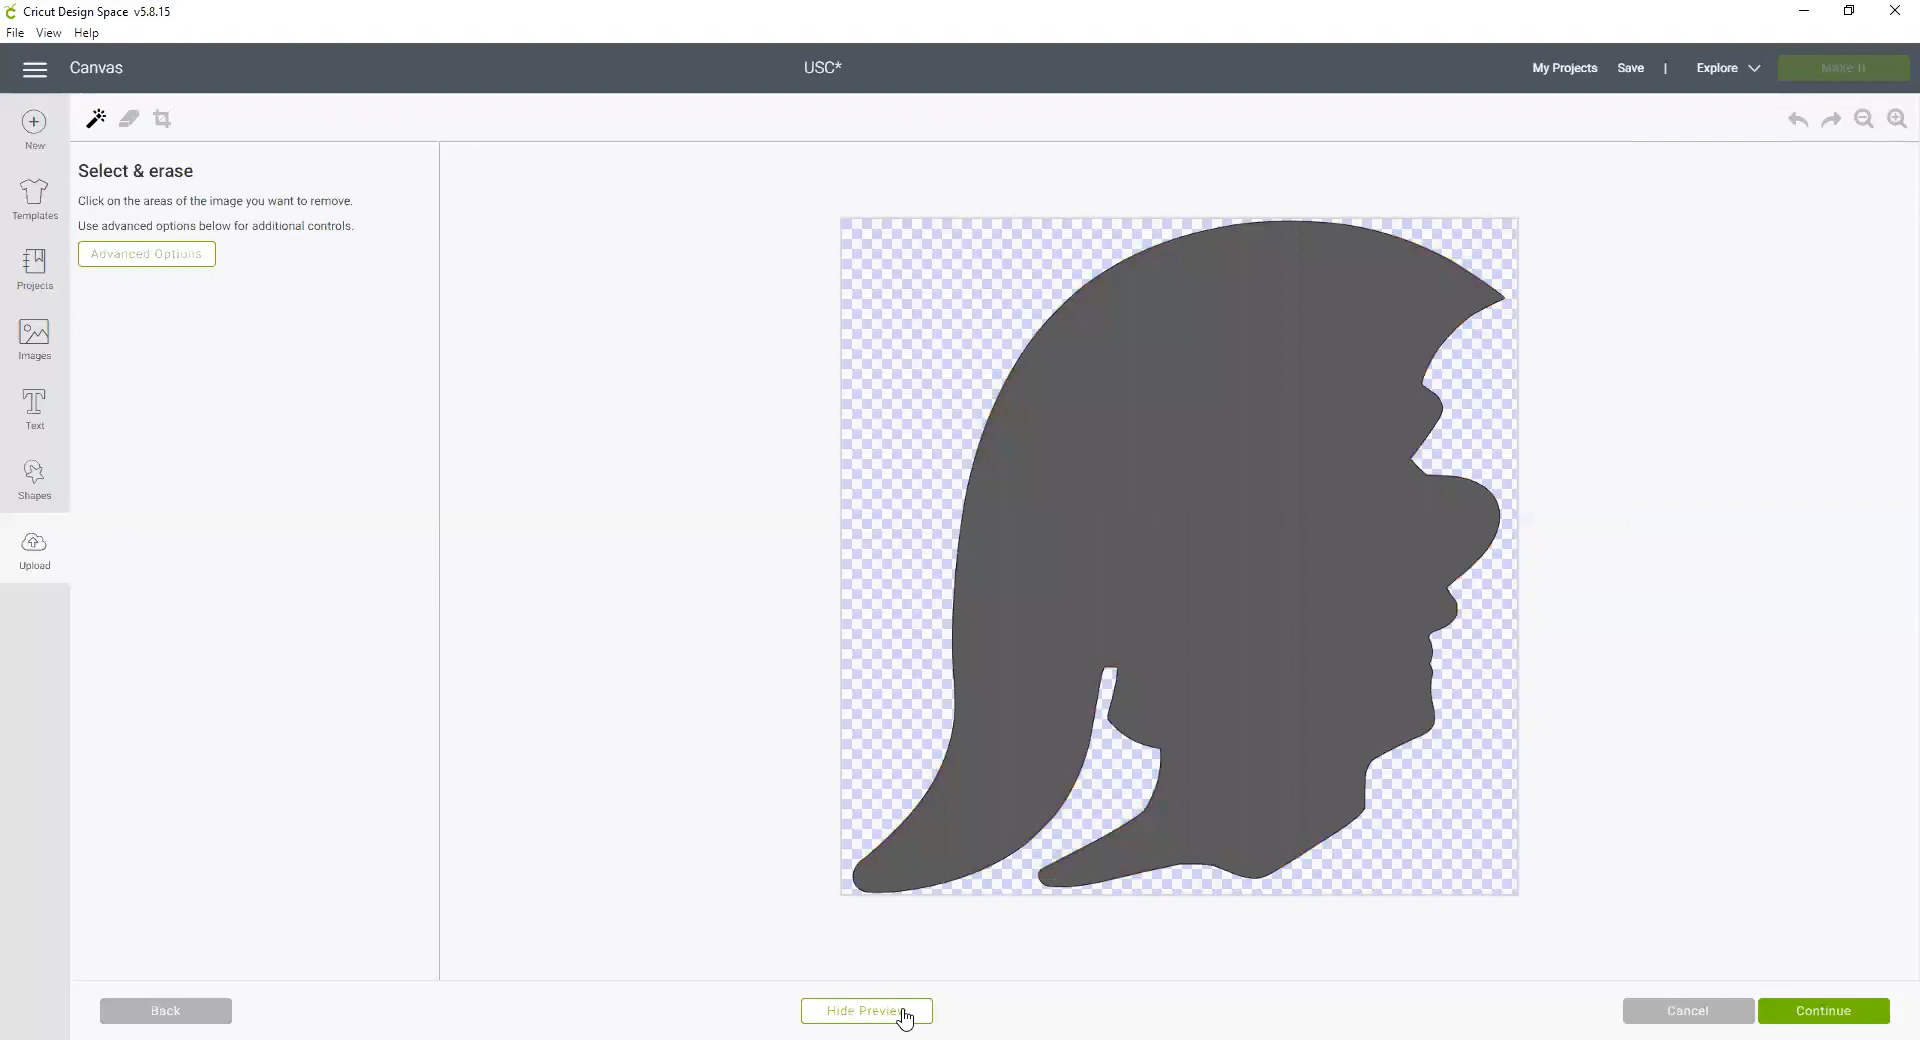 Cricut Design Space v5.8.15
File View Help
Canvas
USC*
My Projects Save | Explore
Make It
New
Templates
Projects
Images
Text
Shapes
Upload
Select & erase
Click on the areas of the image you want to remove.
Use advanced options below for additional controls.
Advanced Options
Back
Hide Preview
Cancel
Continue